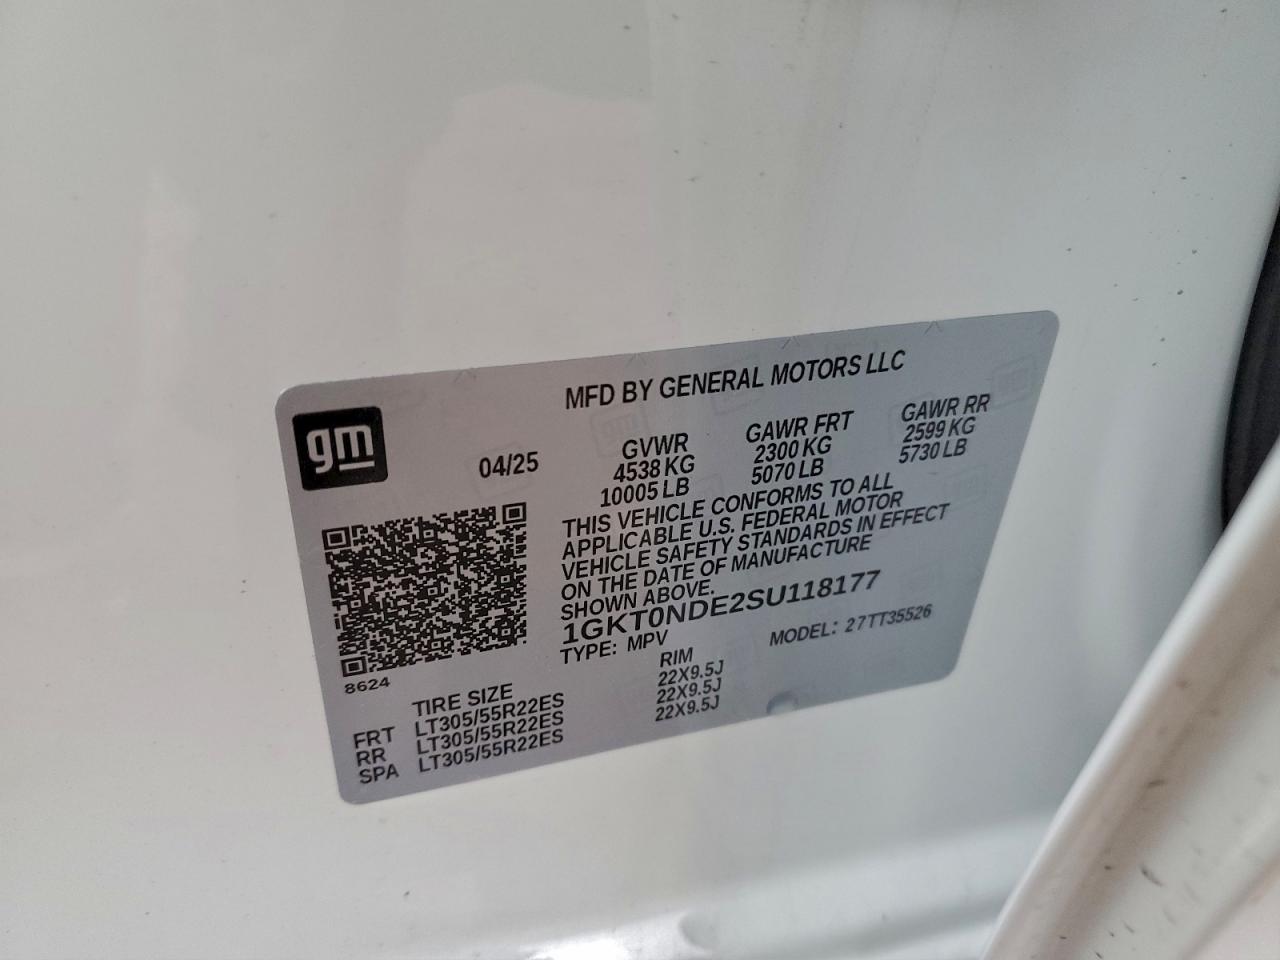 MFD BY GENERAL MOTORS LLC
gm
04/25
GVWR GAWR FRT GAWR RR
4538 KG 2300 KG 2599 KG
10005 LB 5070 LB 5730 LB
THIS VEHICLE CONFORMS TO ALL
APPLICABLE U.S. FEDERAL MOTOR
VEHICLE SAFETY STANDARDS IN EFFECT
ON THE DATE OF MANUFACTURE
SHOWN ABOVE.
1GKT0NDE2SU118177
TYPE: MPV MODEL: 27TT35526
8624
TIRE SIZE RIM
FRT LT305/55R22ES 22X9.5J
RR LT305/55R22ES 22X9.5J
SPA LT305/55R22ES 22X9.5J